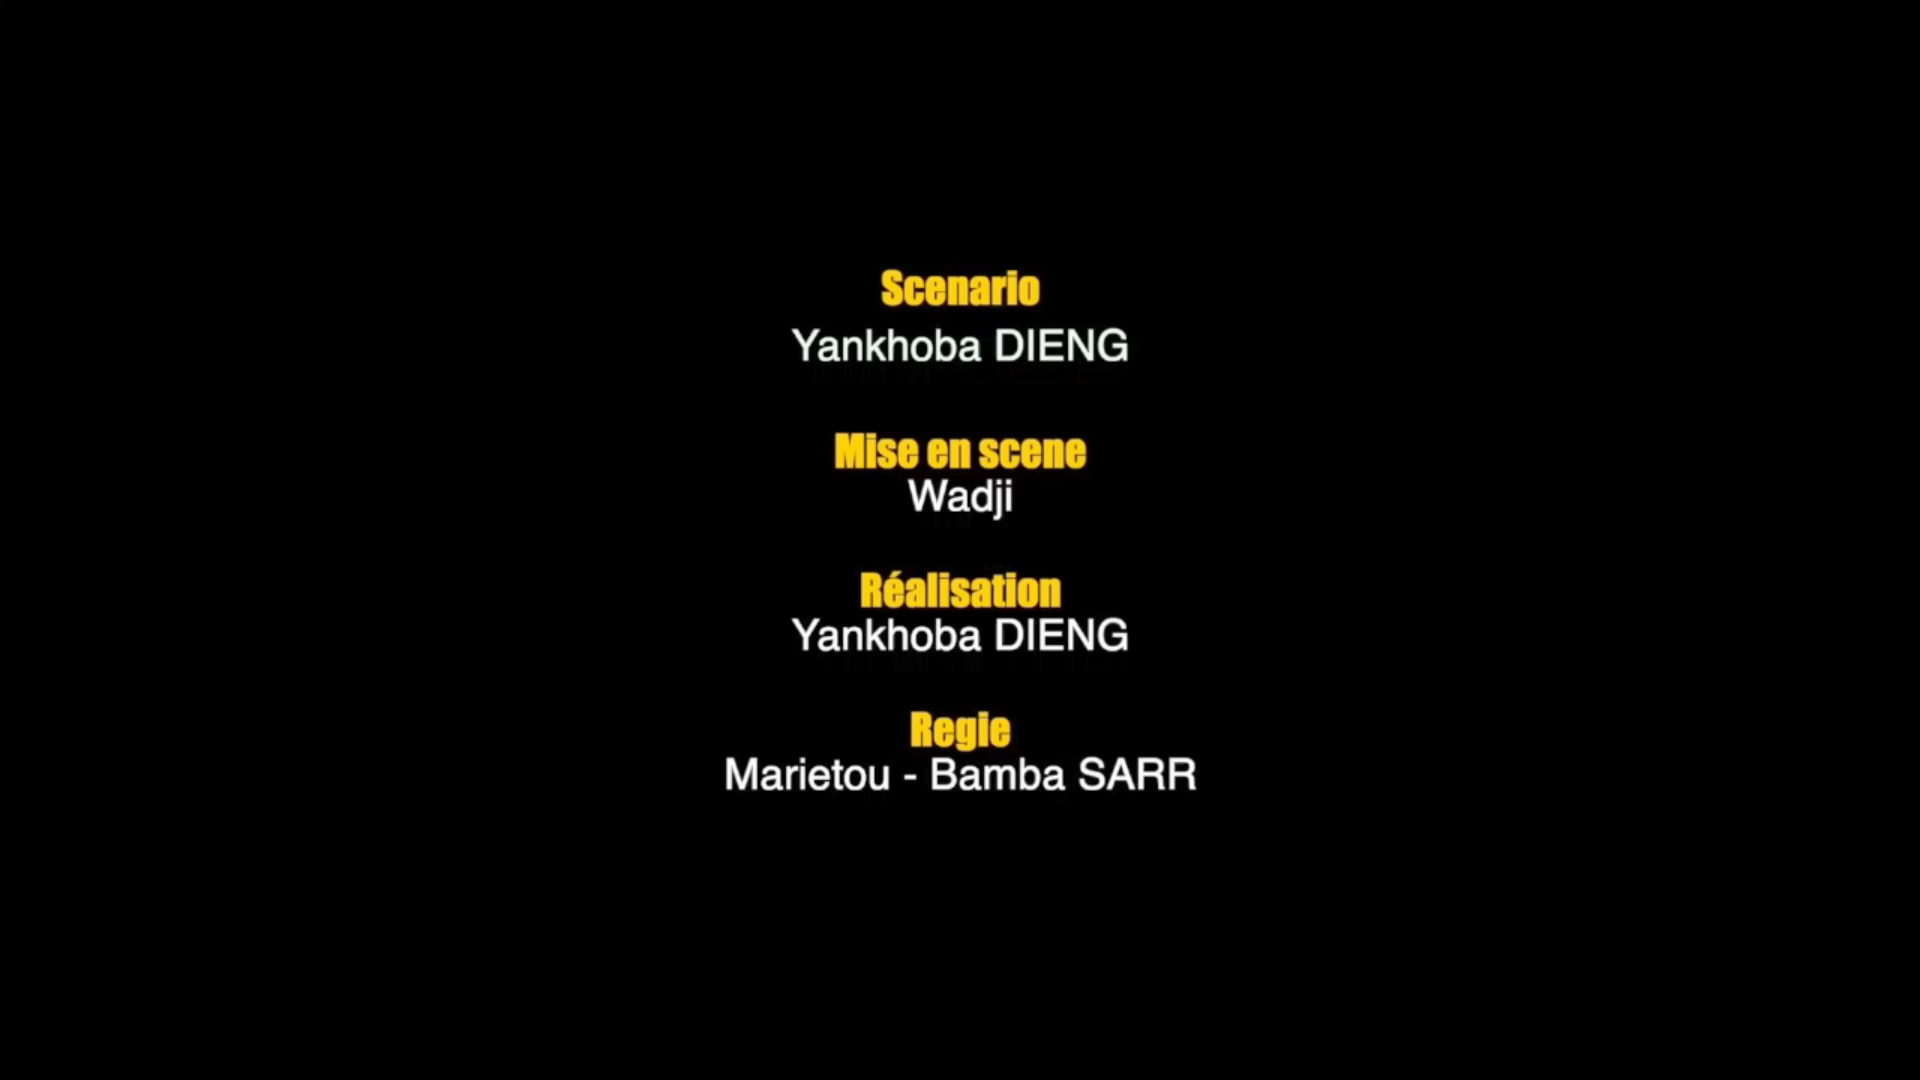 Scenario
Yankhoba DIENG
Mise en scene
Wadji
Réalisation
Yankhoba DIENG
Regie
Marietou - Bamba SARR